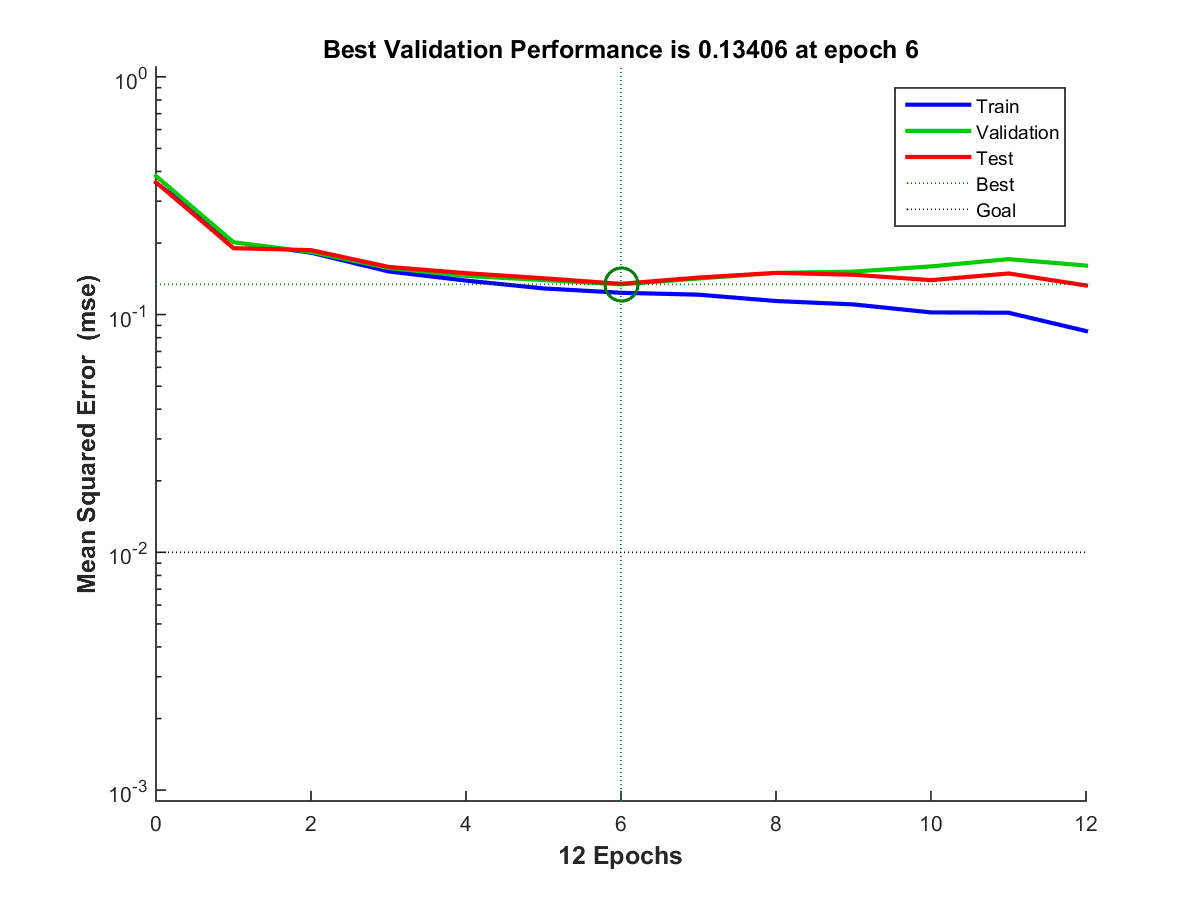 Best Validation Performance is 0.13406 at epoch 6
Mean Squared Error (mse)
10^0
10^-1
10^-2
10^-3
Train
Validation
Test
Best
Goal
0 2 4 6 8 10 12
12 Epochs